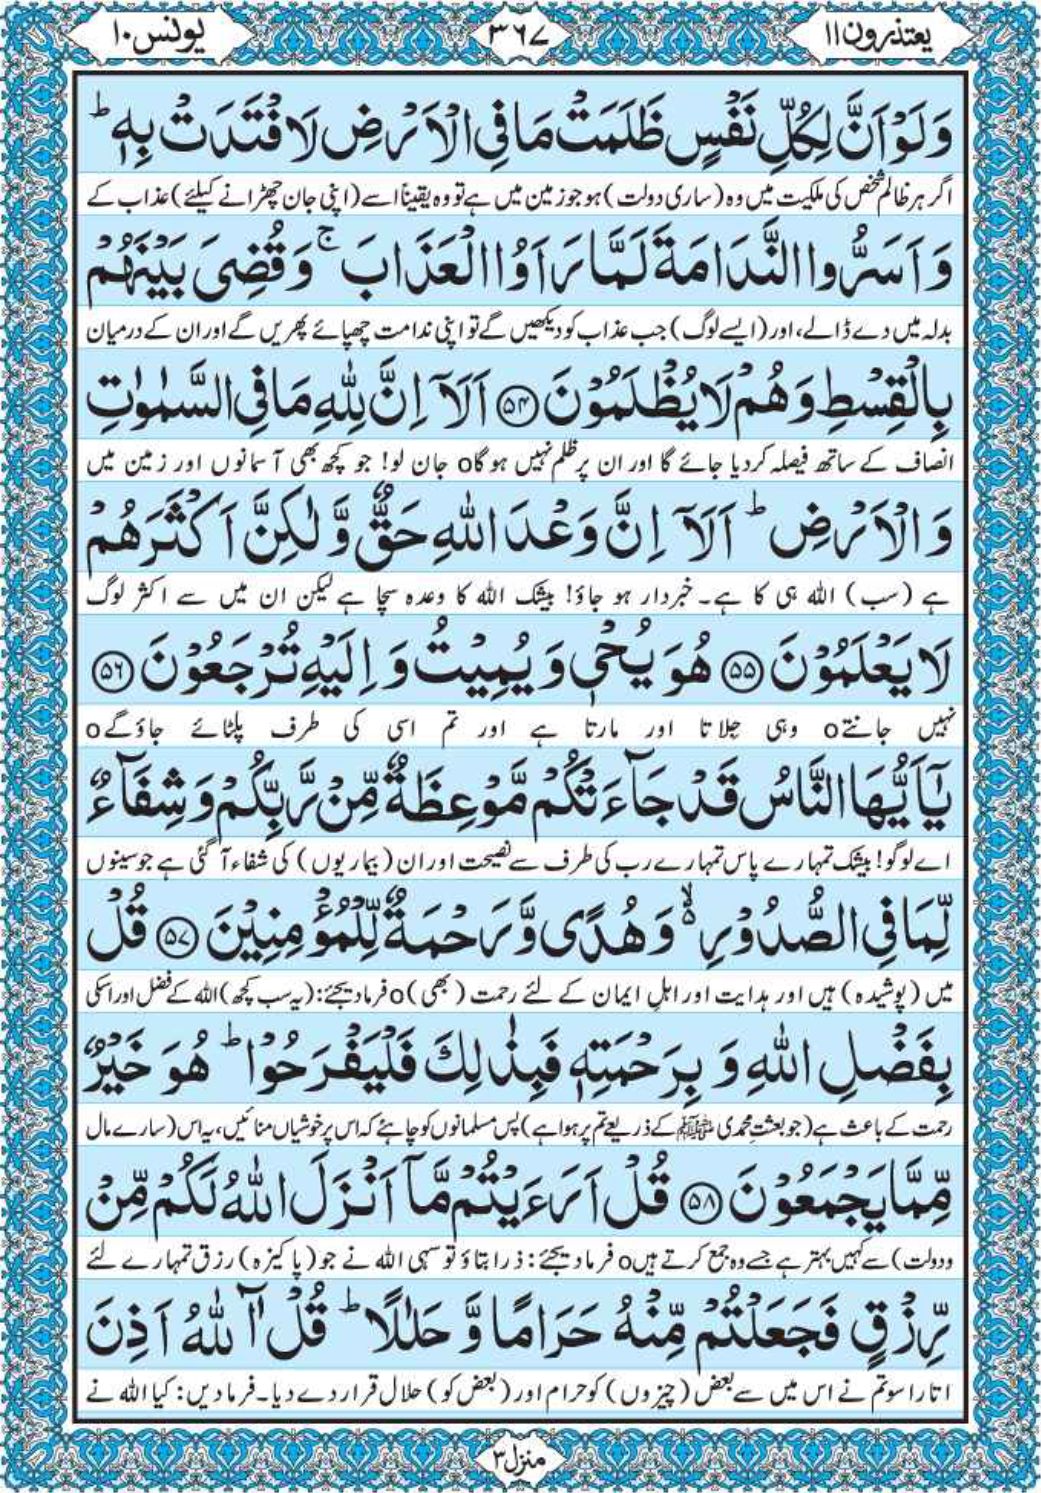 یعتذرون ۱۱
۳۶۷
یونس ۱۰
وَلَوْ اَنَّ لِكُلِّ نَفْسٍ ظَلَمَتْ مَا فِی الْاَرْضِ لَافْتَدَتْ بِهٖ ؕ
اگر ہر ظالم شخص کی ملکیت میں وہ (ساری دولت) ہو جو زمین میں ہے تو وہ یقیناً اسے (اپنی جان چھڑانے کیلئے) عذاب کے
وَ اَسَرُّوا النَّدَامَةَ لَمَّا رَاَوُا الْعَذَابَ ۚ وَ قُضِیَ بَیْنَهُمْ
بدلہ میں دے ڈالے، اور (ایسے لوگ) جب عذاب کو دیکھیں گے تو اپنی ندامت چھپائے پھریں گے اور ان کے درمیان
بِالْقِسْطِ وَ هُمْ لَا یُظْلَمُوْنَ ﴿۵۴﴾ اَلَاۤ اِنَّ لِلّٰهِ مَا فِی السَّمٰوٰتِ
انصاف کے ساتھ فیصلہ کر دیا جائے گا اور ان پر ظلم نہیں ہو گا o جان لو! جو کچھ بھی آسمانوں اور زمین میں
وَ الْاَرْضِ ؕ اَلَاۤ اِنَّ وَعْدَ اللّٰهِ حَقٌّ وَّ لٰكِنَّ اَكْثَرَهُمْ
ہے (سب) اللہ ہی کا ہے۔ خبردار ہو جاؤ! بیشک اللہ کا وعدہ سچا ہے لیکن ان میں سے اکثر لوگ
لَا یَعْلَمُوْنَ ﴿۵۵﴾ هُوَ یُحْیٖ وَ یُمِیْتُ وَ اِلَیْهِ تُرْجَعُوْنَ ﴿۵۶﴾
نہیں جانتے o وہی جِلاتا اور مارتا ہے اور تم اسی کی طرف پلٹائے جاؤ گے o
یٰۤاَیُّهَا النَّاسُ قَدْ جَآءَتْكُمْ مَّوْعِظَةٌ مِّنْ رَّبِّكُمْ وَ شِفَآءٌ
اے لوگو! بیشک تمہارے پاس تمہارے رب کی طرف سے نصیحت اور ان (بیماریوں) کی شفاء آ گئی ہے جو سینوں
لِّمَا فِی الصُّدُوْرِ ۙ۬ وَ هُدًی وَّ رَحْمَةٌ لِّلْمُؤْمِنِیْنَ ﴿۵۷﴾ قُلْ
میں (پوشیدہ) ہیں اور ہدایت اور اہلِ ایمان کے لئے رحمت (بھی) o فرما دیجئے: (یہ سب کچھ) اللہ کے فضل اور اسکی
بِفَضْلِ اللّٰهِ وَ بِرَحْمَتِهٖ فَبِذٰلِكَ فَلْیَفْرَحُوْا ؕ هُوَ خَیْرٌ
رحمت کے باعث ہے (جو بعثتِ محمدی ﷺ کے ذریعے تم پر ہوا ہے) پس مسلمانوں کو چاہئے کہ اس پر خوشیاں منائیں، یہ اس (سارے مال
مِّمَّا یَجْمَعُوْنَ ﴿۵۸﴾ قُلْ اَرَءَیْتُمْ مَّاۤ اَنْزَلَ اللّٰهُ لَكُمْ مِّنْ
ودولت) سے کہیں بہتر ہے جسے وہ جمع کرتے ہیں o فرما دیجئے: ذرا بتاؤ تو سہی اللہ نے جو (پاکیزہ) رزق تمہارے لئے
رِّزْقٍ فَجَعَلْتُمْ مِّنْهُ حَرَامًا وَّ حَلٰلًا ؕ قُلْ آٰللّٰهُ اَذِنَ
اتارا سو تم نے اس میں سے بعض (چیزوں) کو حرام اور (بعض کو) حلال قرار دے دیا۔ فرما دیں: کیا اللہ نے
منزل ۳